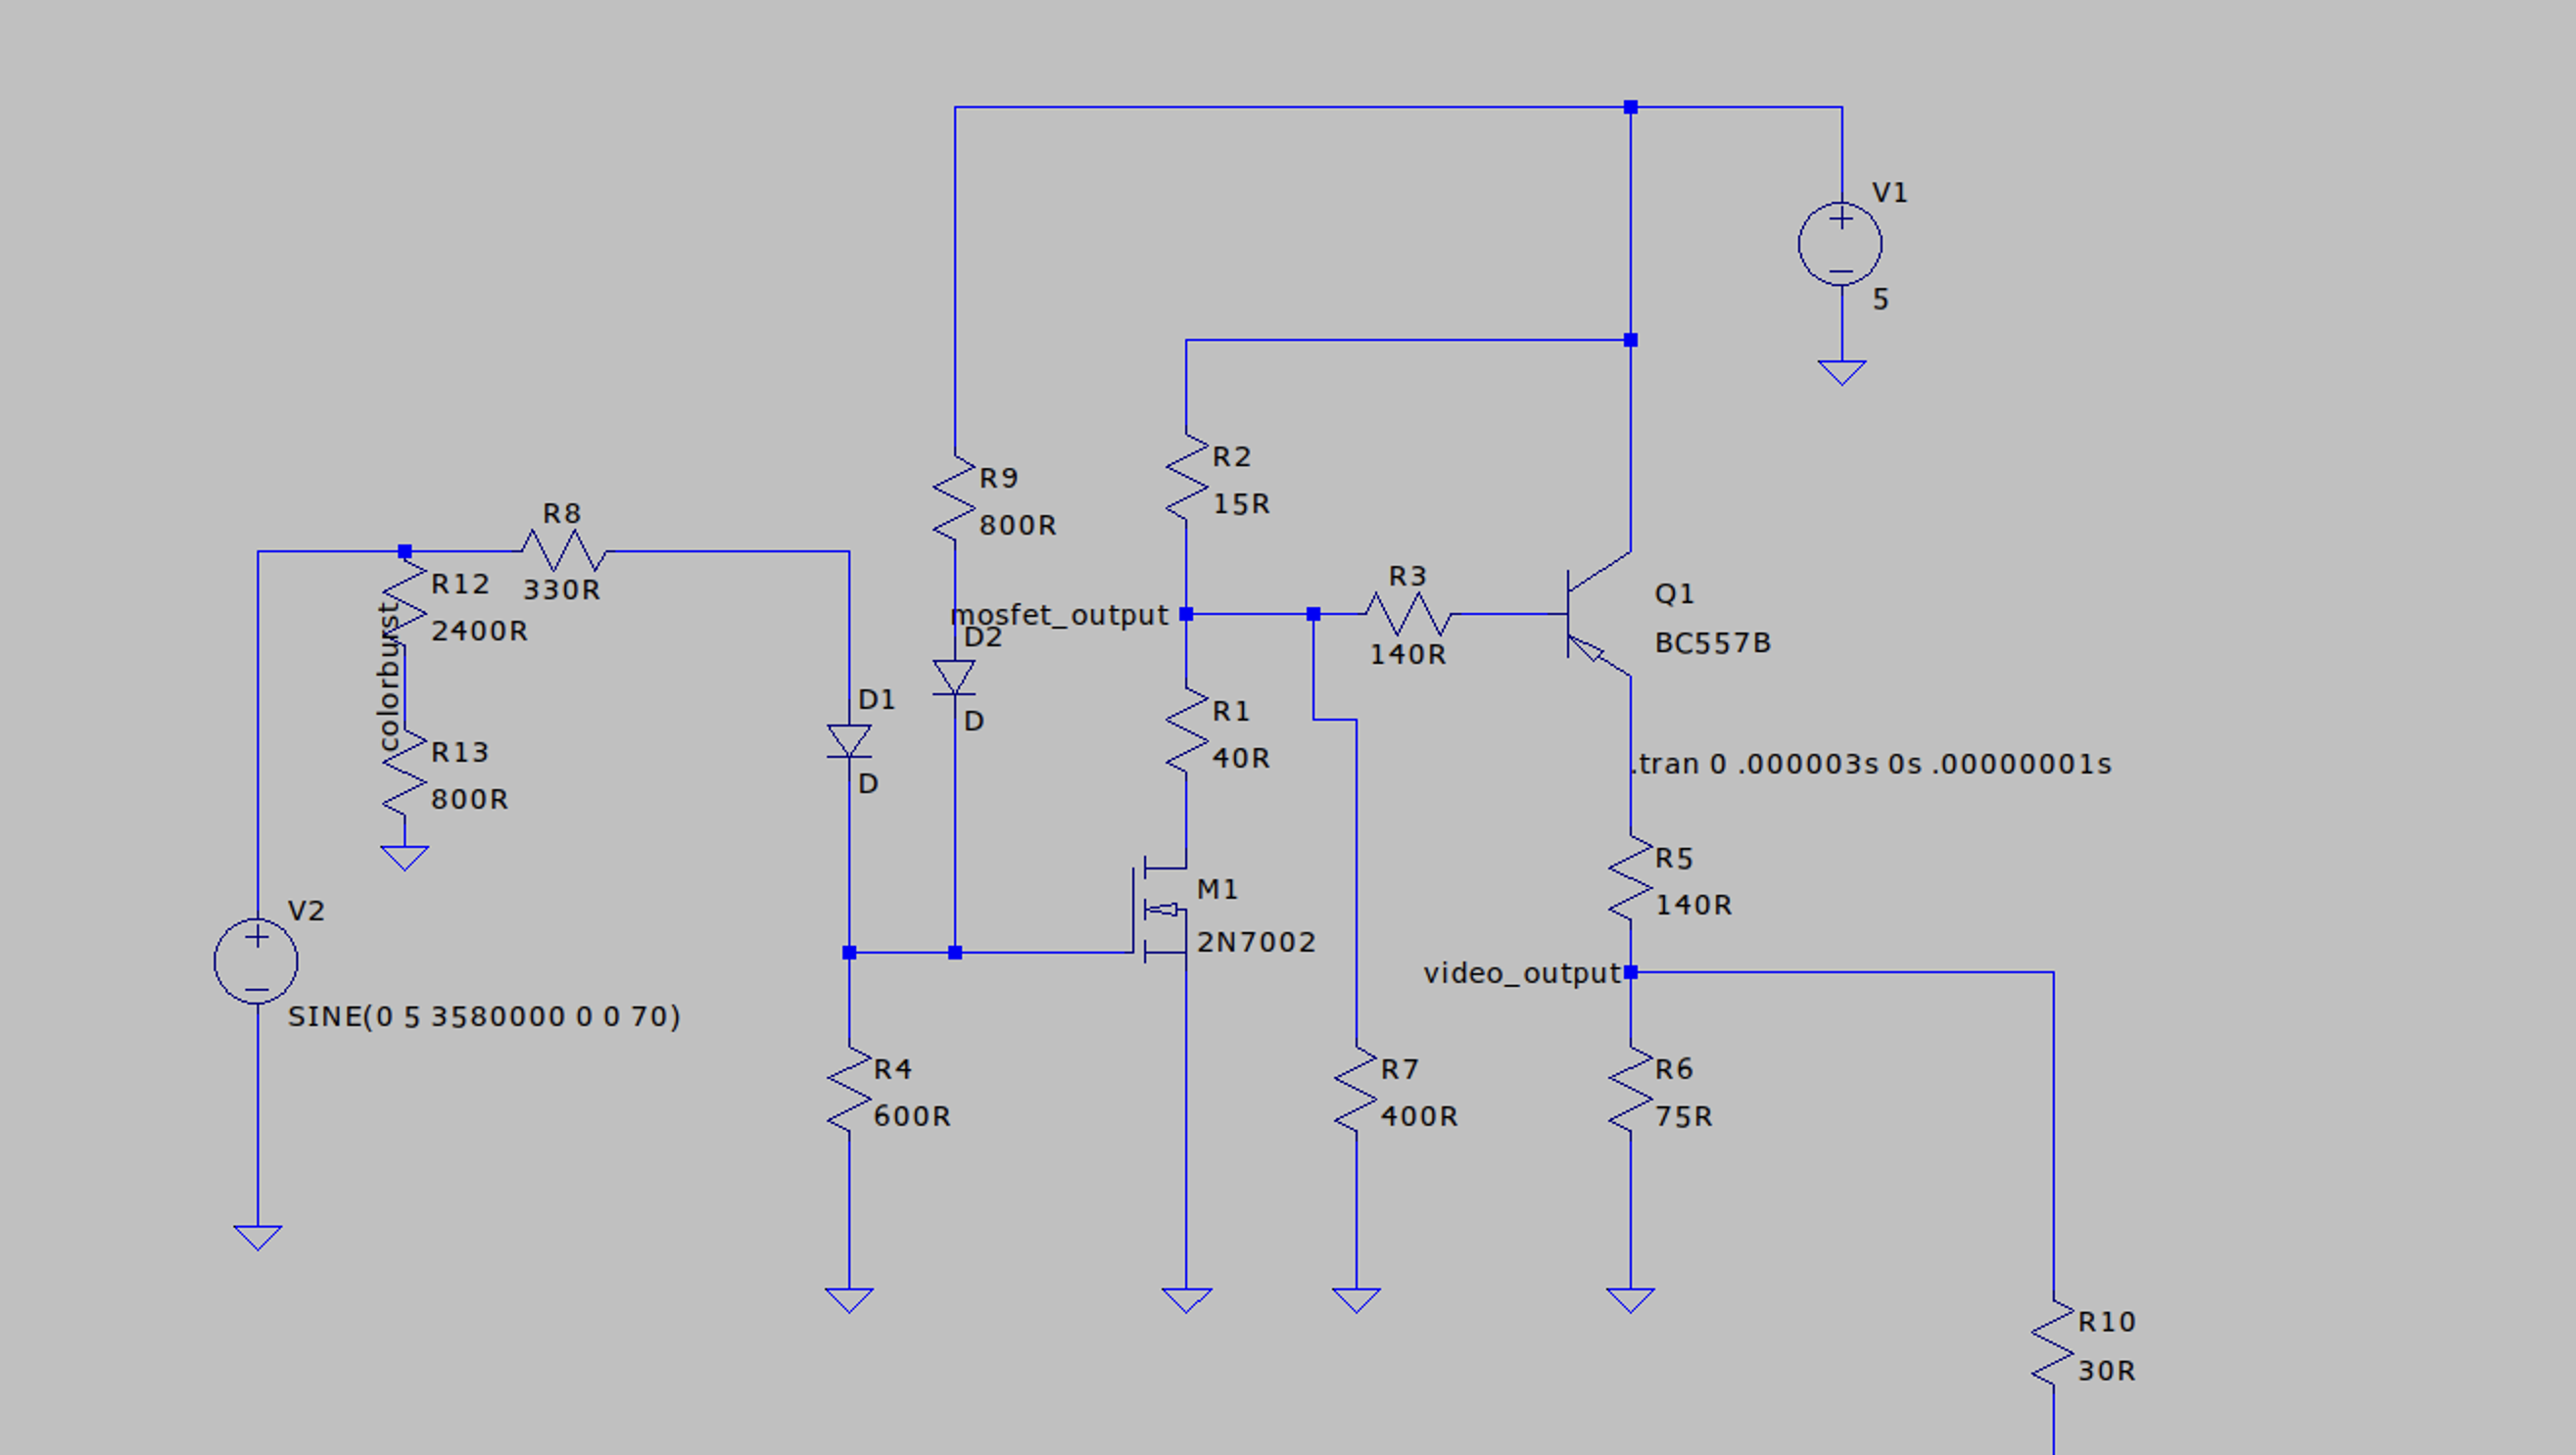 V1
5
R9
800R
R2
15R
R8
330R
R12
2400R
colorburst
R13
800R
mosfet_output
D2
D
R3
140R
Q1
BC557B
D1
D
R1
40R
.tran 0 .000003s 0s .00000001s
R5
140R
M1
2N7002
V2
SINE(0 5 3580000 0 0 70)
video_output
R4
600R
R7
400R
R6
75R
R10
30R